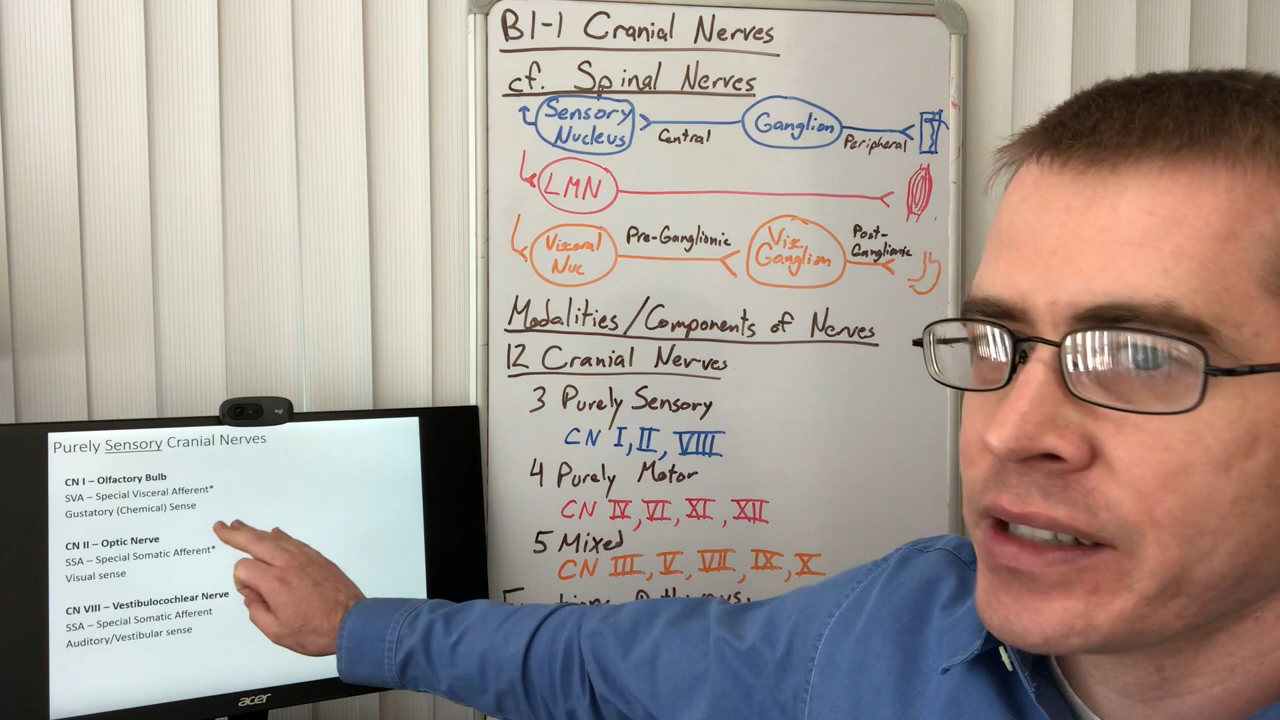 B1-1 Cranial Nerves
cf. Spinal Nerves
Sensory Nucleus
Central
Ganglion
Peripheral
LMN
Visceral Nuc
Pre-Ganglionic
Visc Ganglion
Post-Ganglionic
Modalities/Components of Nerves
12 Cranial Nerves
3 Purely Sensory
CN I, II, VIII
4 Purely Motor
CN IV, VI, XI, XII
5 Mixed
CN III, V, VII, IX, X
Purely Sensory Cranial Nerves
CN I – Olfactory Bulb
SVA – Special Visceral Afferent*
Gustatory (Chemical) Sense
CN II – Optic Nerve
SSA – Special Somatic Afferent*
Visual sense
CN VIII – Vestibulocochlear Nerve
SSA – Special Somatic Afferent
Auditory/Vestibular sense
acer
logi